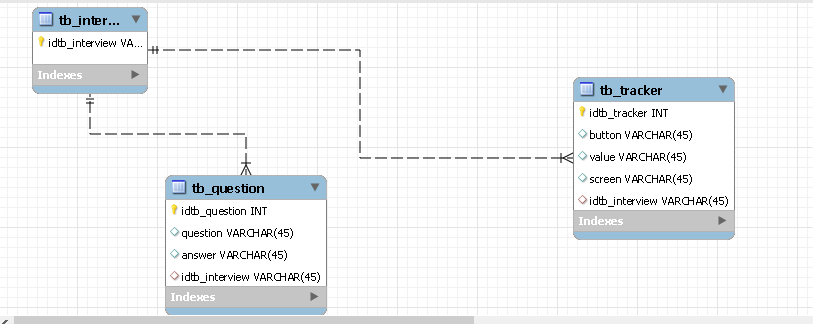 tb_inter...
idtb_interview VA...
Indexes
tb_tracker
idtb_tracker INT
button VARCHAR(45)
value VARCHAR(45)
screen VARCHAR(45)
idtb_interview VARCHAR(45)
Indexes
tb_question
idtb_question INT
question VARCHAR(45)
answer VARCHAR(45)
idtb_interview VARCHAR(45)
Indexes